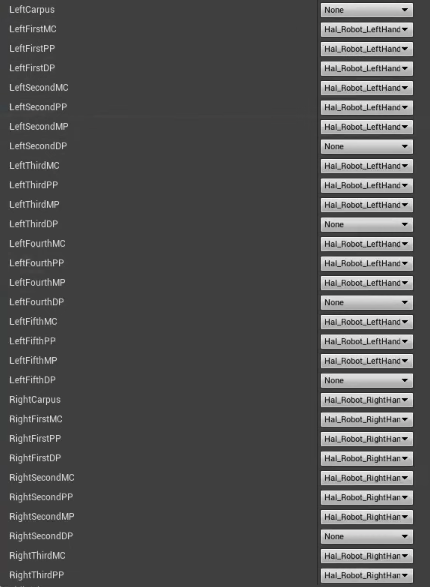 LeftCarpus None
LeftFirstMC Hal_Robot_LeftHand
LeftFirstPP Hal_Robot_LeftHand
LeftFirstDP Hal_Robot_LeftHand
LeftSecondMC Hal_Robot_LeftHand
LeftSecondPP Hal_Robot_LeftHand
LeftSecondMP Hal_Robot_LeftHand
LeftSecondDP None
LeftThirdMC Hal_Robot_LeftHand
LeftThirdPP Hal_Robot_LeftHand
LeftThirdMP Hal_Robot_LeftHand
LeftThirdDP None
LeftFourthMC Hal_Robot_LeftHand
LeftFourthPP Hal_Robot_LeftHand
LeftFourthMP Hal_Robot_LeftHand
LeftFourthDP None
LeftFifthMC Hal_Robot_LeftHand
LeftFifthPP Hal_Robot_LeftHand
LeftFifthMP Hal_Robot_LeftHand
LeftFifthDP None
RightCarpus Hal_Robot_RightHan
RightFirstMC Hal_Robot_RightHan
RightFirstPP Hal_Robot_RightHan
RightFirstDP Hal_Robot_RightHan
RightSecondMC Hal_Robot_RightHan
RightSecondPP Hal_Robot_RightHan
RightSecondMP Hal_Robot_RightHan
RightSecondDP None
RightThirdMC Hal_Robot_RightHan
RightThirdPP Hal_Robot_RightHan